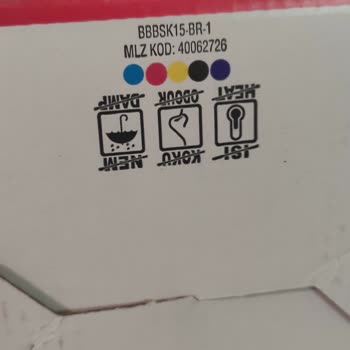 BBBSK15-BR-1
MLZ KOD: 40062726
ISI KOKU NEM
HEAT ODOUR DAMP